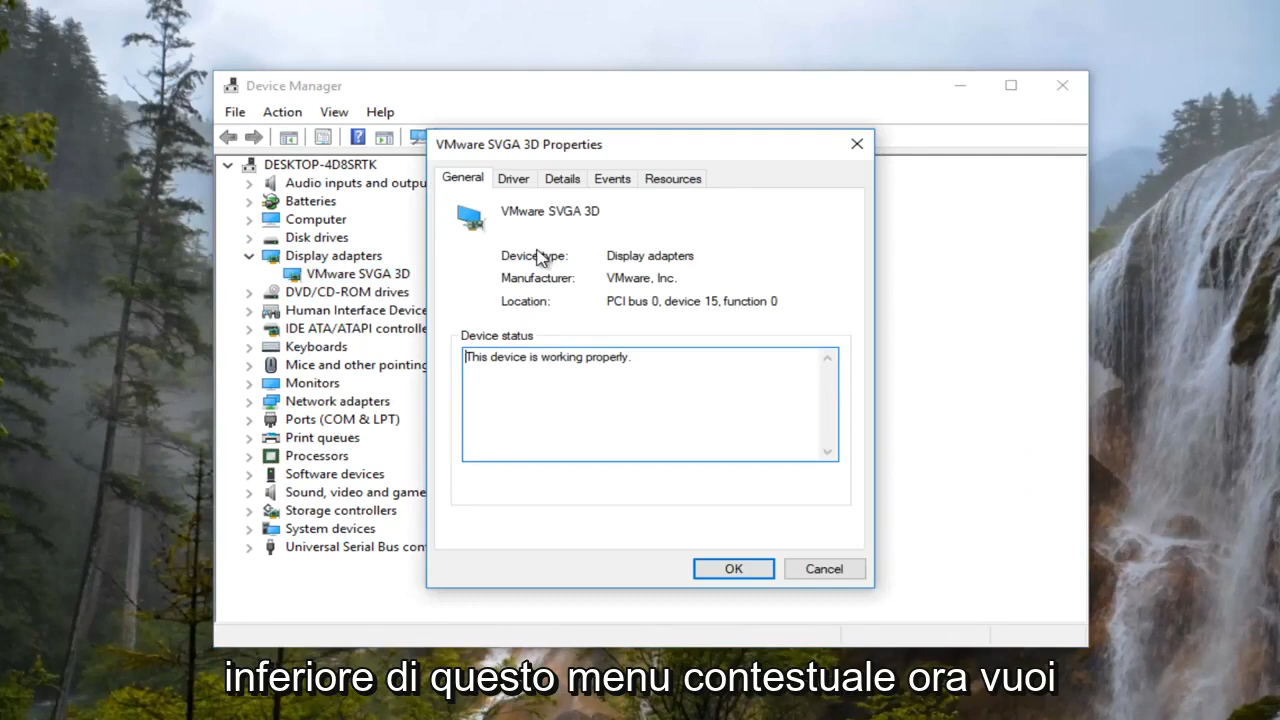 Device Manager
File Action View Help
DESKTOP-4D8SRTK
Audio inputs and outpu
Batteries
Computer
Disk drives
Display adapters
VMware SVGA 3D
DVD/CD-ROM drives
Human Interface Device
IDE ATA/ATAPI controlle
Keyboards
Mice and other pointing
Monitors
Network adapters
Ports (COM & LPT)
Print queues
Processors
Software devices
Sound, video and game
Storage controllers
System devices
Universal Serial Bus con
VMware SVGA 3D Properties
General Driver Details Events Resources
VMware SVGA 3D
Device type: Display adapters
Manufacturer: VMware, Inc.
Location: PCI bus 0, device 15, function 0
Device status
This device is working properly.
OK Cancel
inferiore di questo menu contestuale ora vuoi